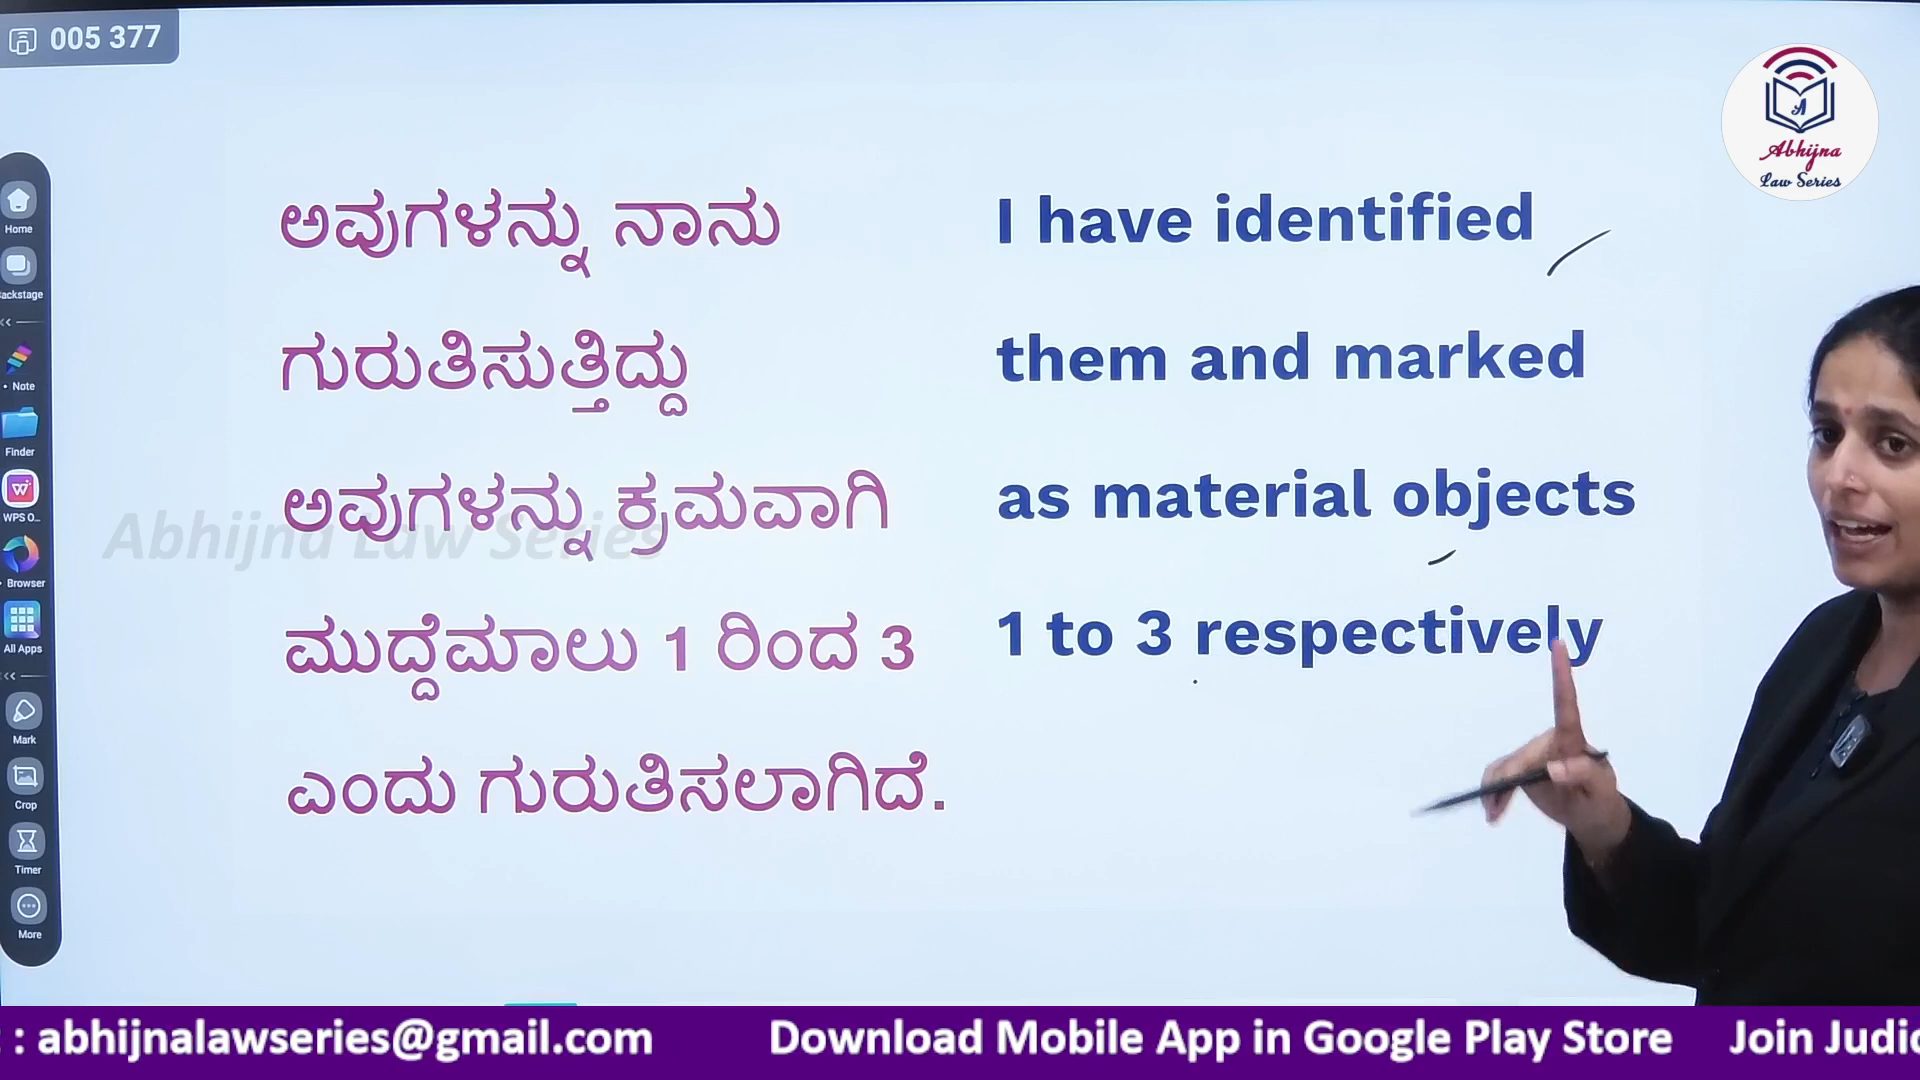 005 377
Abhijna
Law Series
ಅವುಗಳನ್ನು ನಾನು
ಗುರುತಿಸುತ್ತಿದ್ದು
ಅವುಗಳನ್ನು ಕ್ರಮವಾಗಿ
ಮುದ್ದೆಮಾಲು 1 ರಿಂದ 3
ಎಂದು ಗುರುತಿಸಲಾಗಿದೆ.
I have identified
them and marked
as material objects
1 to 3 respectively
Abhijna Law Series
Home
Backstage
Note
Finder
WPS O...
Browser
All Apps
Mark
Crop
Timer
More
: abhijnalawseries@gmail.com Download Mobile App in Google Play Store Join